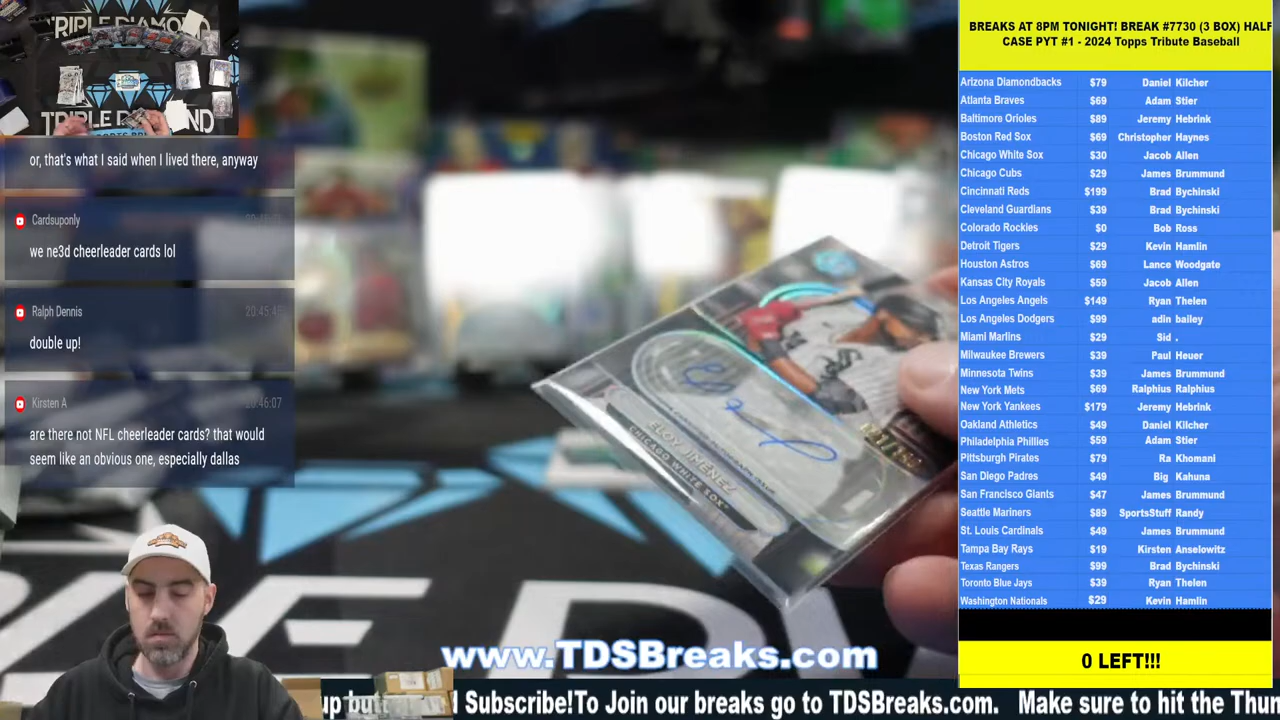 TRIPLE DIAMOND
TRIPLE DIAMOND
or, that's what I said when I lived there, anyway
Cardsuponly
we ne3d cheerleader cards lol
Ralph Dennis 20:45:45
double up!
Kirsten A 20:46:07
are there not NFL cheerleader cards? that would
seem like an obvious one, especially dallas
ELOY JIMENEZ
CHICAGO WHITE SOX
www.TDSBreaks.com
Subscribe!To Join our breaks go to TDSBreaks.com. Make sure to hit the
BREAKS AT 8PM TONIGHT! BREAK #7730 (3 BOX) HALF
CASE PYT #1 - 2024 Topps Tribute Baseball
Arizona Diamondbacks $79 Daniel Kilcher
Atlanta Braves $69 Adam Stier
Baltimore Orioles $89 Jeremy Hebrink
Boston Red Sox $69 Christopher Haynes
Chicago White Sox $30 Jacob Allen
Chicago Cubs $29 James Brummund
Cincinnati Reds $199 Brad Bychinski
Cleveland Guardians $39 Brad Bychinski
Colorado Rockies $0 Bob Ross
Detroit Tigers $29 Kevin Hamlin
Houston Astros $69 Lance Woodgate
Kansas City Royals $59 Jacob Allen
Los Angeles Angels $149 Ryan Thelen
Los Angeles Dodgers $99 adin bailey
Miami Marlins $29 Sid .
Milwaukee Brewers $39 Paul Heuer
Minnesota Twins $39 James Brummund
New York Mets $69 Ralphius Ralphius
New York Yankees $179 Jeremy Hebrink
Oakland Athletics $49 Daniel Kilcher
Philadelphia Phillies $59 Adam Stier
Pittsburgh Pirates $79 Ra Khomani
San Diego Padres $49 Big Kahuna
San Francisco Giants $47 James Brummund
Seattle Mariners $89 SportsStuff Randy
St. Louis Cardinals $49 James Brummund
Tampa Bay Rays $19 Kirsten Anselowitz
Texas Rangers $99 Brad Bychinski
Toronto Blue Jays $39 Ryan Thelen
Washington Nationals $29 Kevin Hamlin
0 LEFT!!!